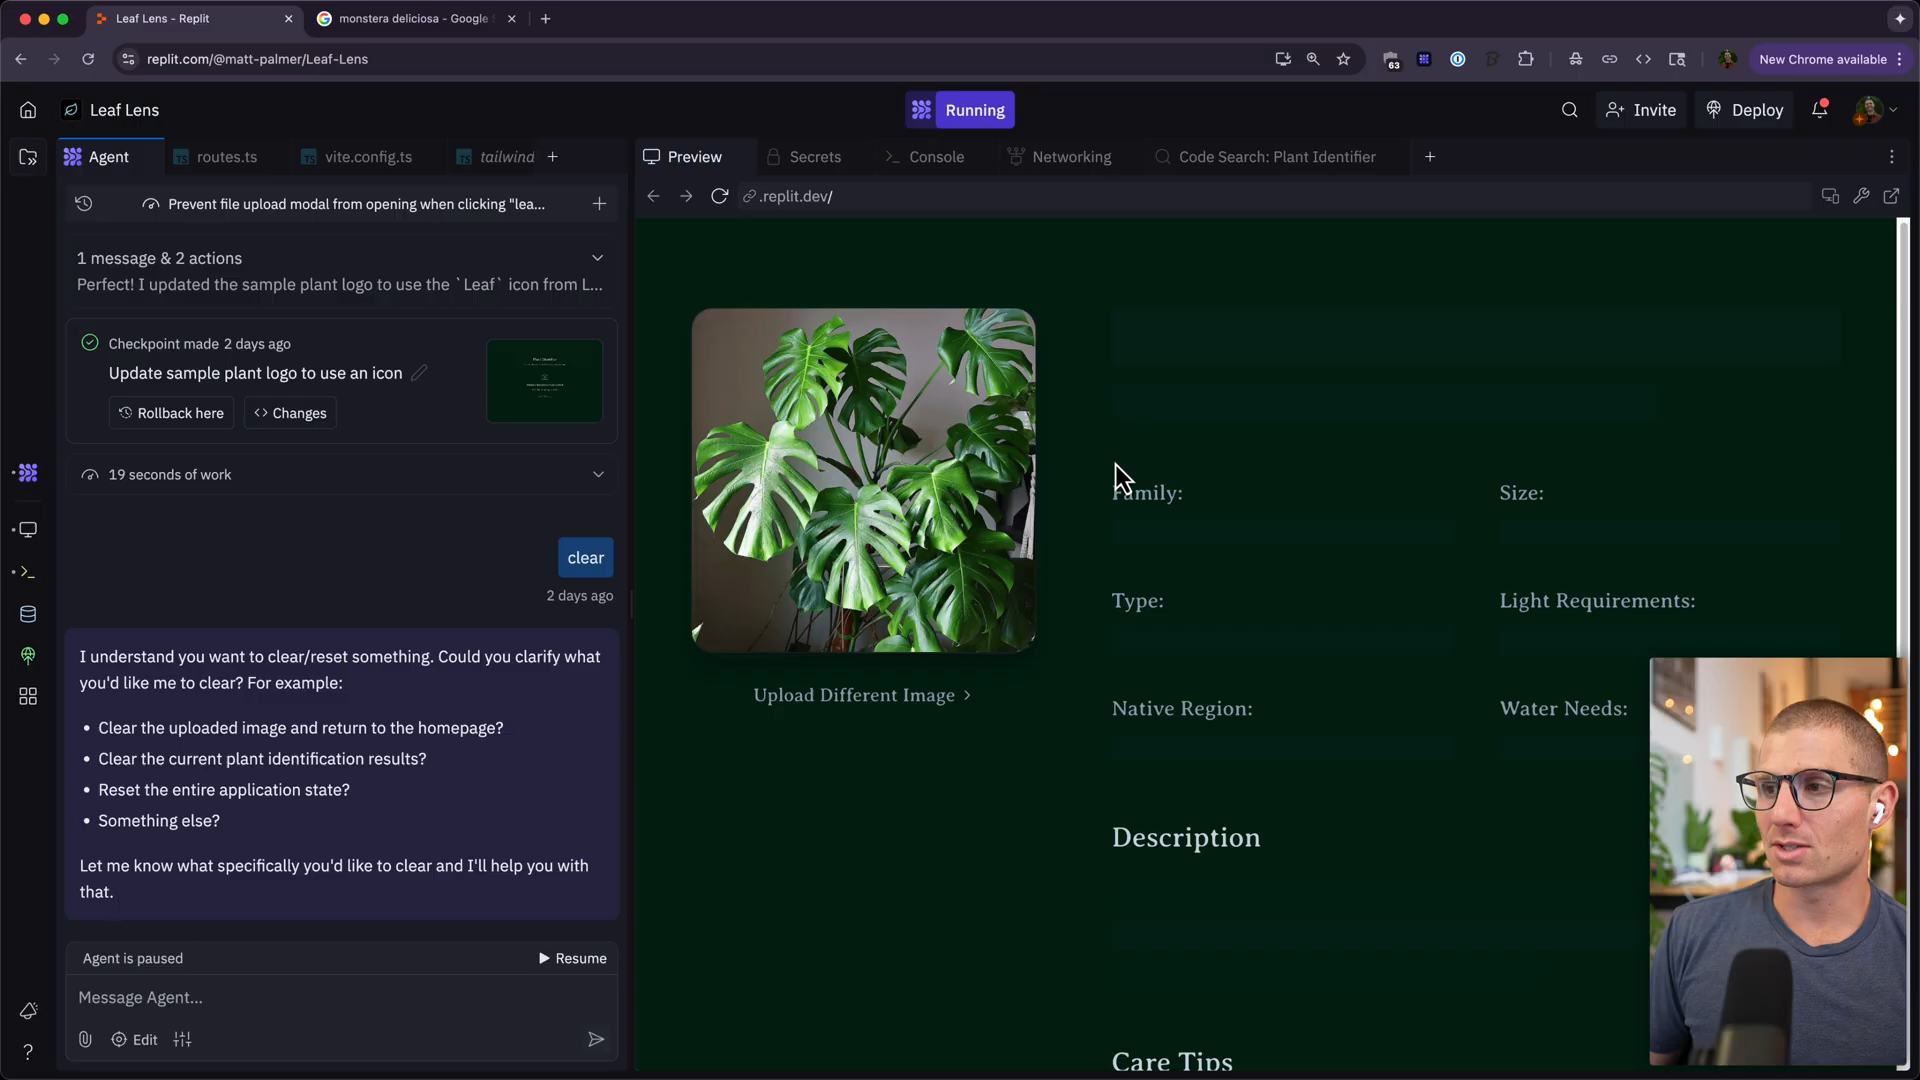 Leaf Lens - Replit
monstera deliciosa - Google
replit.com/@matt-palmer/Leaf-Lens
63
New Chrome available
Leaf Lens
Running
Invite
Deploy
Agent
TS routes.ts
TS vite.config.ts
TS tailwind
Preview
Secrets
Console
Networking
Code Search: Plant Identifier
Prevent file upload modal from opening when clicking "lea...
.replit.dev/
1 message & 2 actions
Perfect! I updated the sample plant logo to use the `Leaf` icon from L...
Checkpoint made 2 days ago
Update sample plant logo to use an icon
Rollback here
Changes
19 seconds of work
clear
2 days ago
I understand you want to clear/reset something. Could you clarify what
you'd like me to clear? For example:
• Clear the uploaded image and return to the homepage?
• Clear the current plant identification results?
• Reset the entire application state?
• Something else?
Let me know what specifically you'd like to clear and I'll help you with
that.
Agent is paused
Resume
Message Agent...
Edit
Upload Different Image >
Family:
Size:
Type:
Light Requirements:
Native Region:
Water Needs:
Description
Care Tips